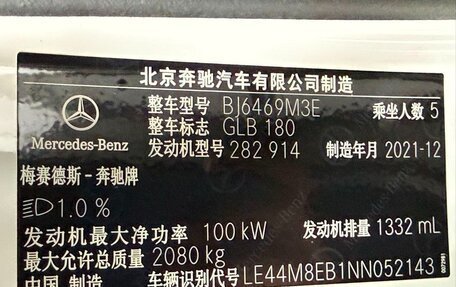 北京奔驰汽车有限公司制造
整车型号 BJ6469M3E 乘坐人数 5
整车标志 GLB 180
Mercedes-Benz
发动机型号 282 914 制造年月 2021-12
梅赛德斯-奔驰牌
1.0 %
发动机最大净功率 100 kW 发动机排量 1332 mL
最大允许总质量 2080 kg
中国 制造 车辆识别代号 LE44M8EB1NN052143